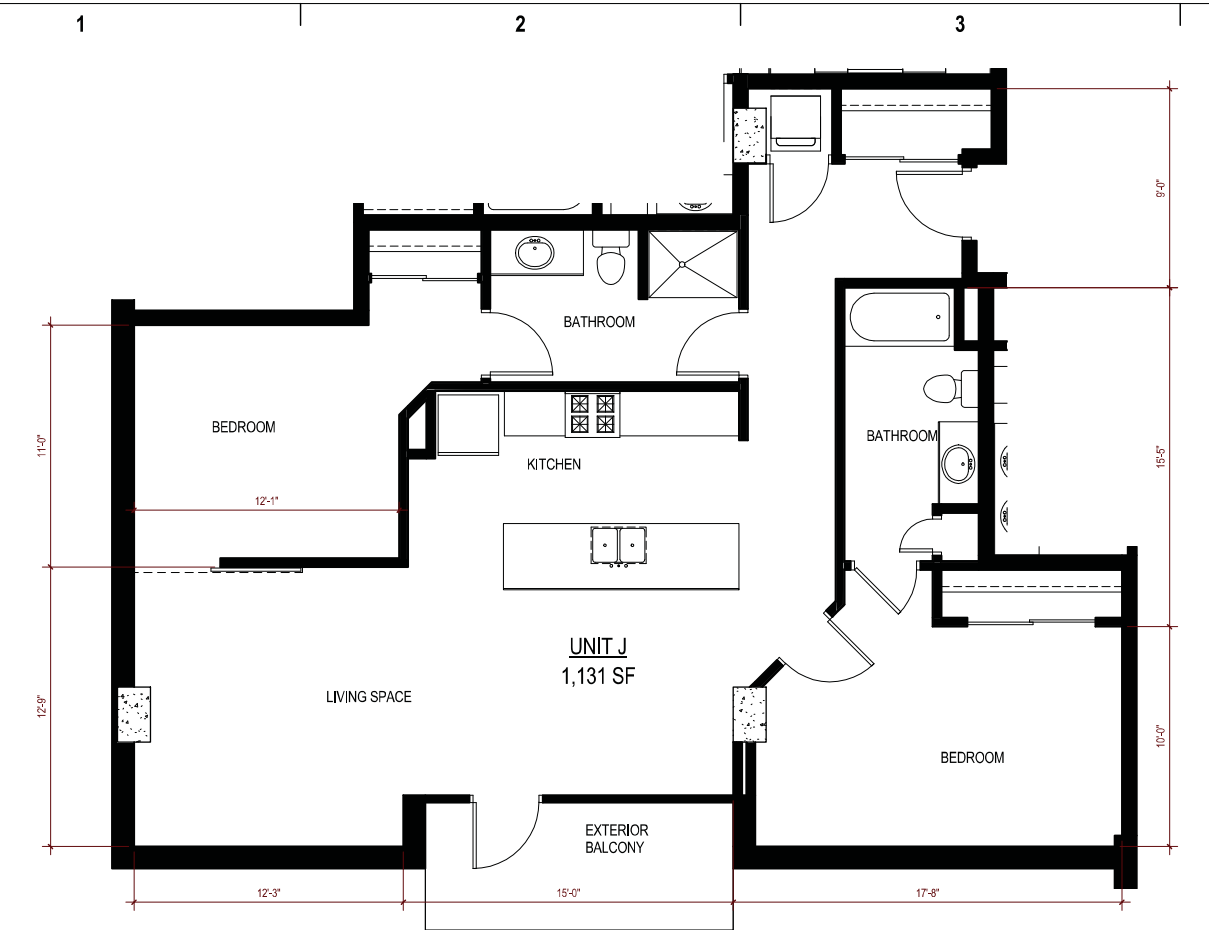 1
2
3
9'-0"
BATHROOM
BEDROOM
BATHROOM
11'-0"
KITCHEN
15'-5"
12'-1"
UNIT J
1,131 SF
LIVING SPACE
12'-9"
10'-0"
BEDROOM
EXTERIOR
BALCONY
12'-3"
15'-0"
17'-8"